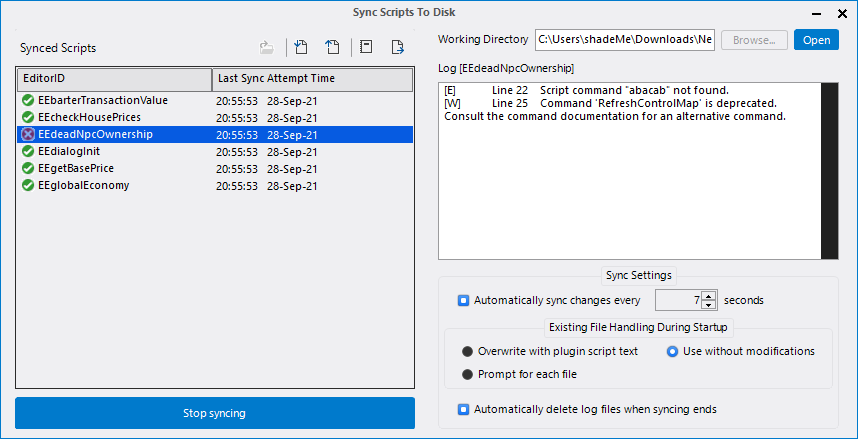 Sync Scripts To Disk
Synced Scripts
Working Directory C:\Users\shadeMe\Downloads\Ne Browse... Open
EditorID Last Sync Attempt Time
EEbarterTransactionValue 20:55:53 28-Sep-21
EEcheckHousePrices 20:55:53 28-Sep-21
EEdeadNpcOwnership 20:55:53 28-Sep-21
EEdialogInit 20:55:53 28-Sep-21
EEgetBasePrice 20:55:53 28-Sep-21
EEglobalEconomy 20:55:53 28-Sep-21
Stop syncing
Log [EEdeadNpcOwnership]
[E] Line 22 Script command "abacab" not found.
[W] Line 25 Command 'RefreshControlMap' is deprecated.
Consult the command documentation for an alternative command.
Sync Settings
Automatically sync changes every 7 seconds
Existing File Handling During Startup
Overwrite with plugin script text Use without modifications
Prompt for each file
Automatically delete log files when syncing ends